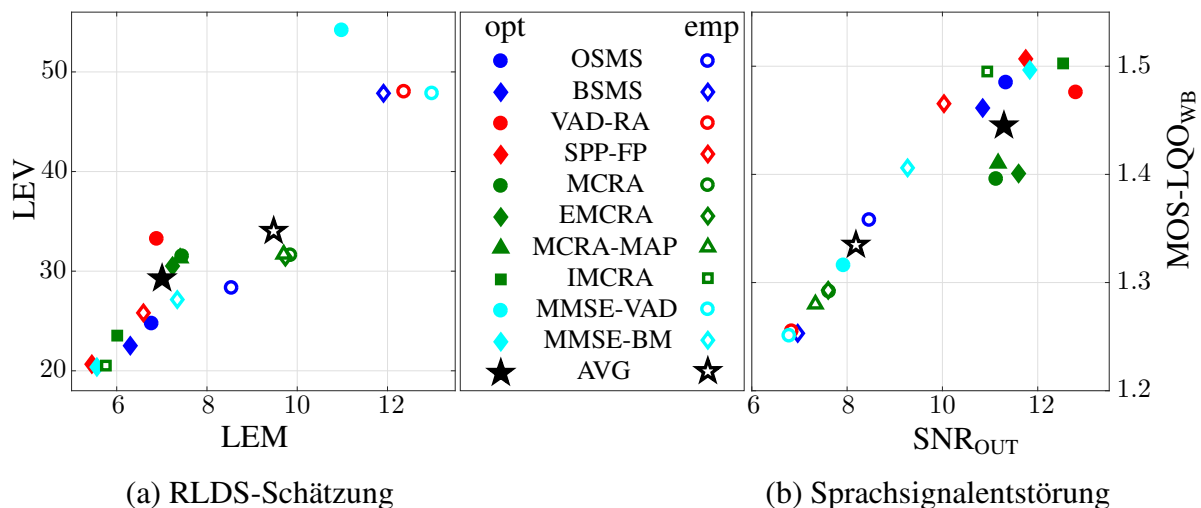 50
40
30
20
LEV
6
8
10
12
LEM
opt
emp
OSMS
BSMS
VAD-RA
SPP-FP
MCRA
EMCRA
MCRA-MAP
IMCRA
MMSE-VAD
MMSE-BM
AVG
1.5
1.4
1.3
1.2
MOS-LQO_WB
6
8
10
12
SNR_OUT
(a) RLDS-Schätzung
(b) Sprachsignalentstörung